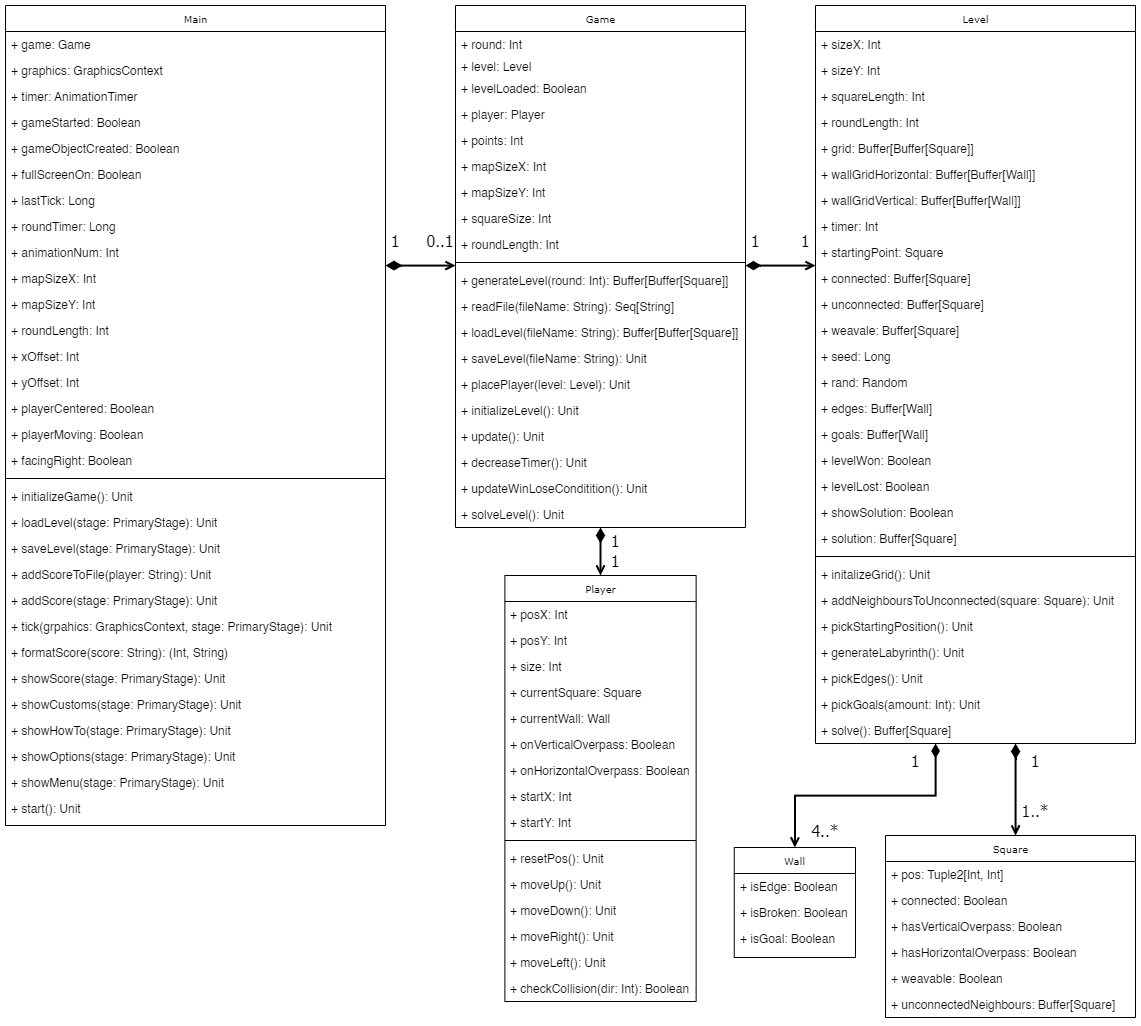 Main
+ game: Game
+ graphics: GraphicsContext
+ timer: AnimationTimer
+ gameStarted: Boolean
+ gameObjectCreated: Boolean
+ fullScreenOn: Boolean
+ lastTick: Long
+ roundTimer: Long
+ animationNum: Int
+ mapSizeX: Int
+ mapSizeY: Int
+ roundLength: Int
+ xOffset: Int
+ yOffset: Int
+ playerCentered: Boolean
+ playerMoving: Boolean
+ facingRight: Boolean
+ initializeGame(): Unit
+ loadLevel(stage: PrimaryStage): Unit
+ saveLevel(stage: PrimaryStage): Unit
+ addScoreToFile(player: String): Unit
+ addScore(stage: PrimaryStage): Unit
+ tick(grpahics: GraphicsContext, stage: PrimaryStage): Unit
+ formatScore(score: String): (Int, String)
+ showScore(stage: PrimaryStage): Unit
+ showCustoms(stage: PrimaryStage): Unit
+ showHowTo(stage: PrimaryStage): Unit
+ showOptions(stage: PrimaryStage): Unit
+ showMenu(stage: PrimaryStage): Unit
+ start(): Unit
1
0..1
Game
+ round: Int
+ level: Level
+ levelLoaded: Boolean
+ player: Player
+ points: Int
+ mapSizeX: Int
+ mapSizeY: Int
+ squareSize: Int
+ roundLength: Int
+ generateLevel(round: Int): Buffer[Buffer[Square]]
+ readFile(fileName: String): Seq[String]
+ loadLevel(fileName: String): Buffer[Buffer[Square]]
+ saveLevel(fileName: String): Unit
+ placePlayer(level: Level): Unit
+ initializeLevel(): Unit
+ update(): Unit
+ decreaseTimer(): Unit
+ updateWinLoseConditition(): Unit
+ solveLevel(): Unit
1
1
1
1
Player
+ posX: Int
+ posY: Int
+ size: Int
+ currentSquare: Square
+ currentWall: Wall
+ onVerticalOverpass: Boolean
+ onHorizontalOverpass: Boolean
+ startX: Int
+ startY: Int
+ resetPos(): Unit
+ moveUp(): Unit
+ moveDown(): Unit
+ moveRight(): Unit
+ moveLeft(): Unit
+ checkCollision(dir: Int): Boolean
Level
+ sizeX: Int
+ sizeY: Int
+ squareLength: Int
+ roundLength: Int
+ grid: Buffer[Buffer[Square]]
+ wallGridHorizontal: Buffer[Buffer[Wall]]
+ wallGridVertical: Buffer[Buffer[Wall]]
+ timer: Int
+ startingPoint: Square
+ connected: Buffer[Square]
+ unconnected: Buffer[Square]
+ weavale: Buffer[Square]
+ seed: Long
+ rand: Random
+ edges: Buffer[Wall]
+ goals: Buffer[Wall]
+ levelWon: Boolean
+ levelLost: Boolean
+ showSolution: Boolean
+ solution: Buffer[Square]
+ initalizeGrid(): Unit
+ addNeighboursToUnconnected(square: Square): Unit
+ pickStartingPosition(): Unit
+ generateLabyrinth(): Unit
+ pickEdges(): Unit
+ pickGoals(amount: Int): Unit
+ solve(): Buffer[Square]
1
4..*
1
1..*
Wall
+ isEdge: Boolean
+ isBroken: Boolean
+ isGoal: Boolean
Square
+ pos: Tuple2[Int, Int]
+ connected: Boolean
+ hasVerticalOverpass: Boolean
+ hasHorizontalOverpass: Boolean
+ weavable: Boolean
+ unconnectedNeighbours: Buffer[Square]